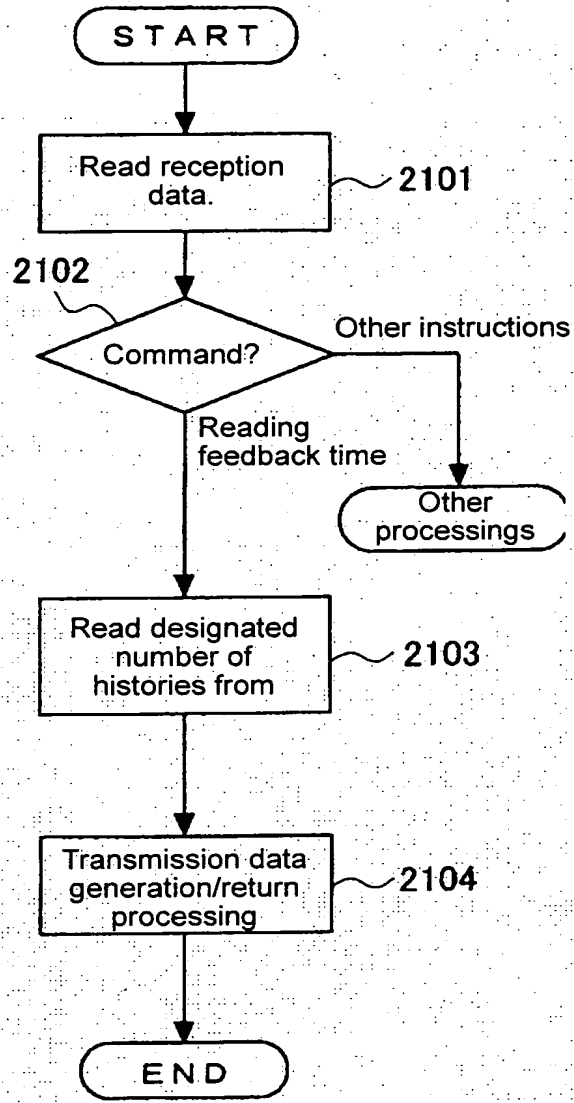 START
Read reception
data.
2101
2102
Command?
Other instructions
Reading
feedback time
Other
processings
Read designated
number of
histories from
2103
Transmission data
generation/return
processing
2104
END